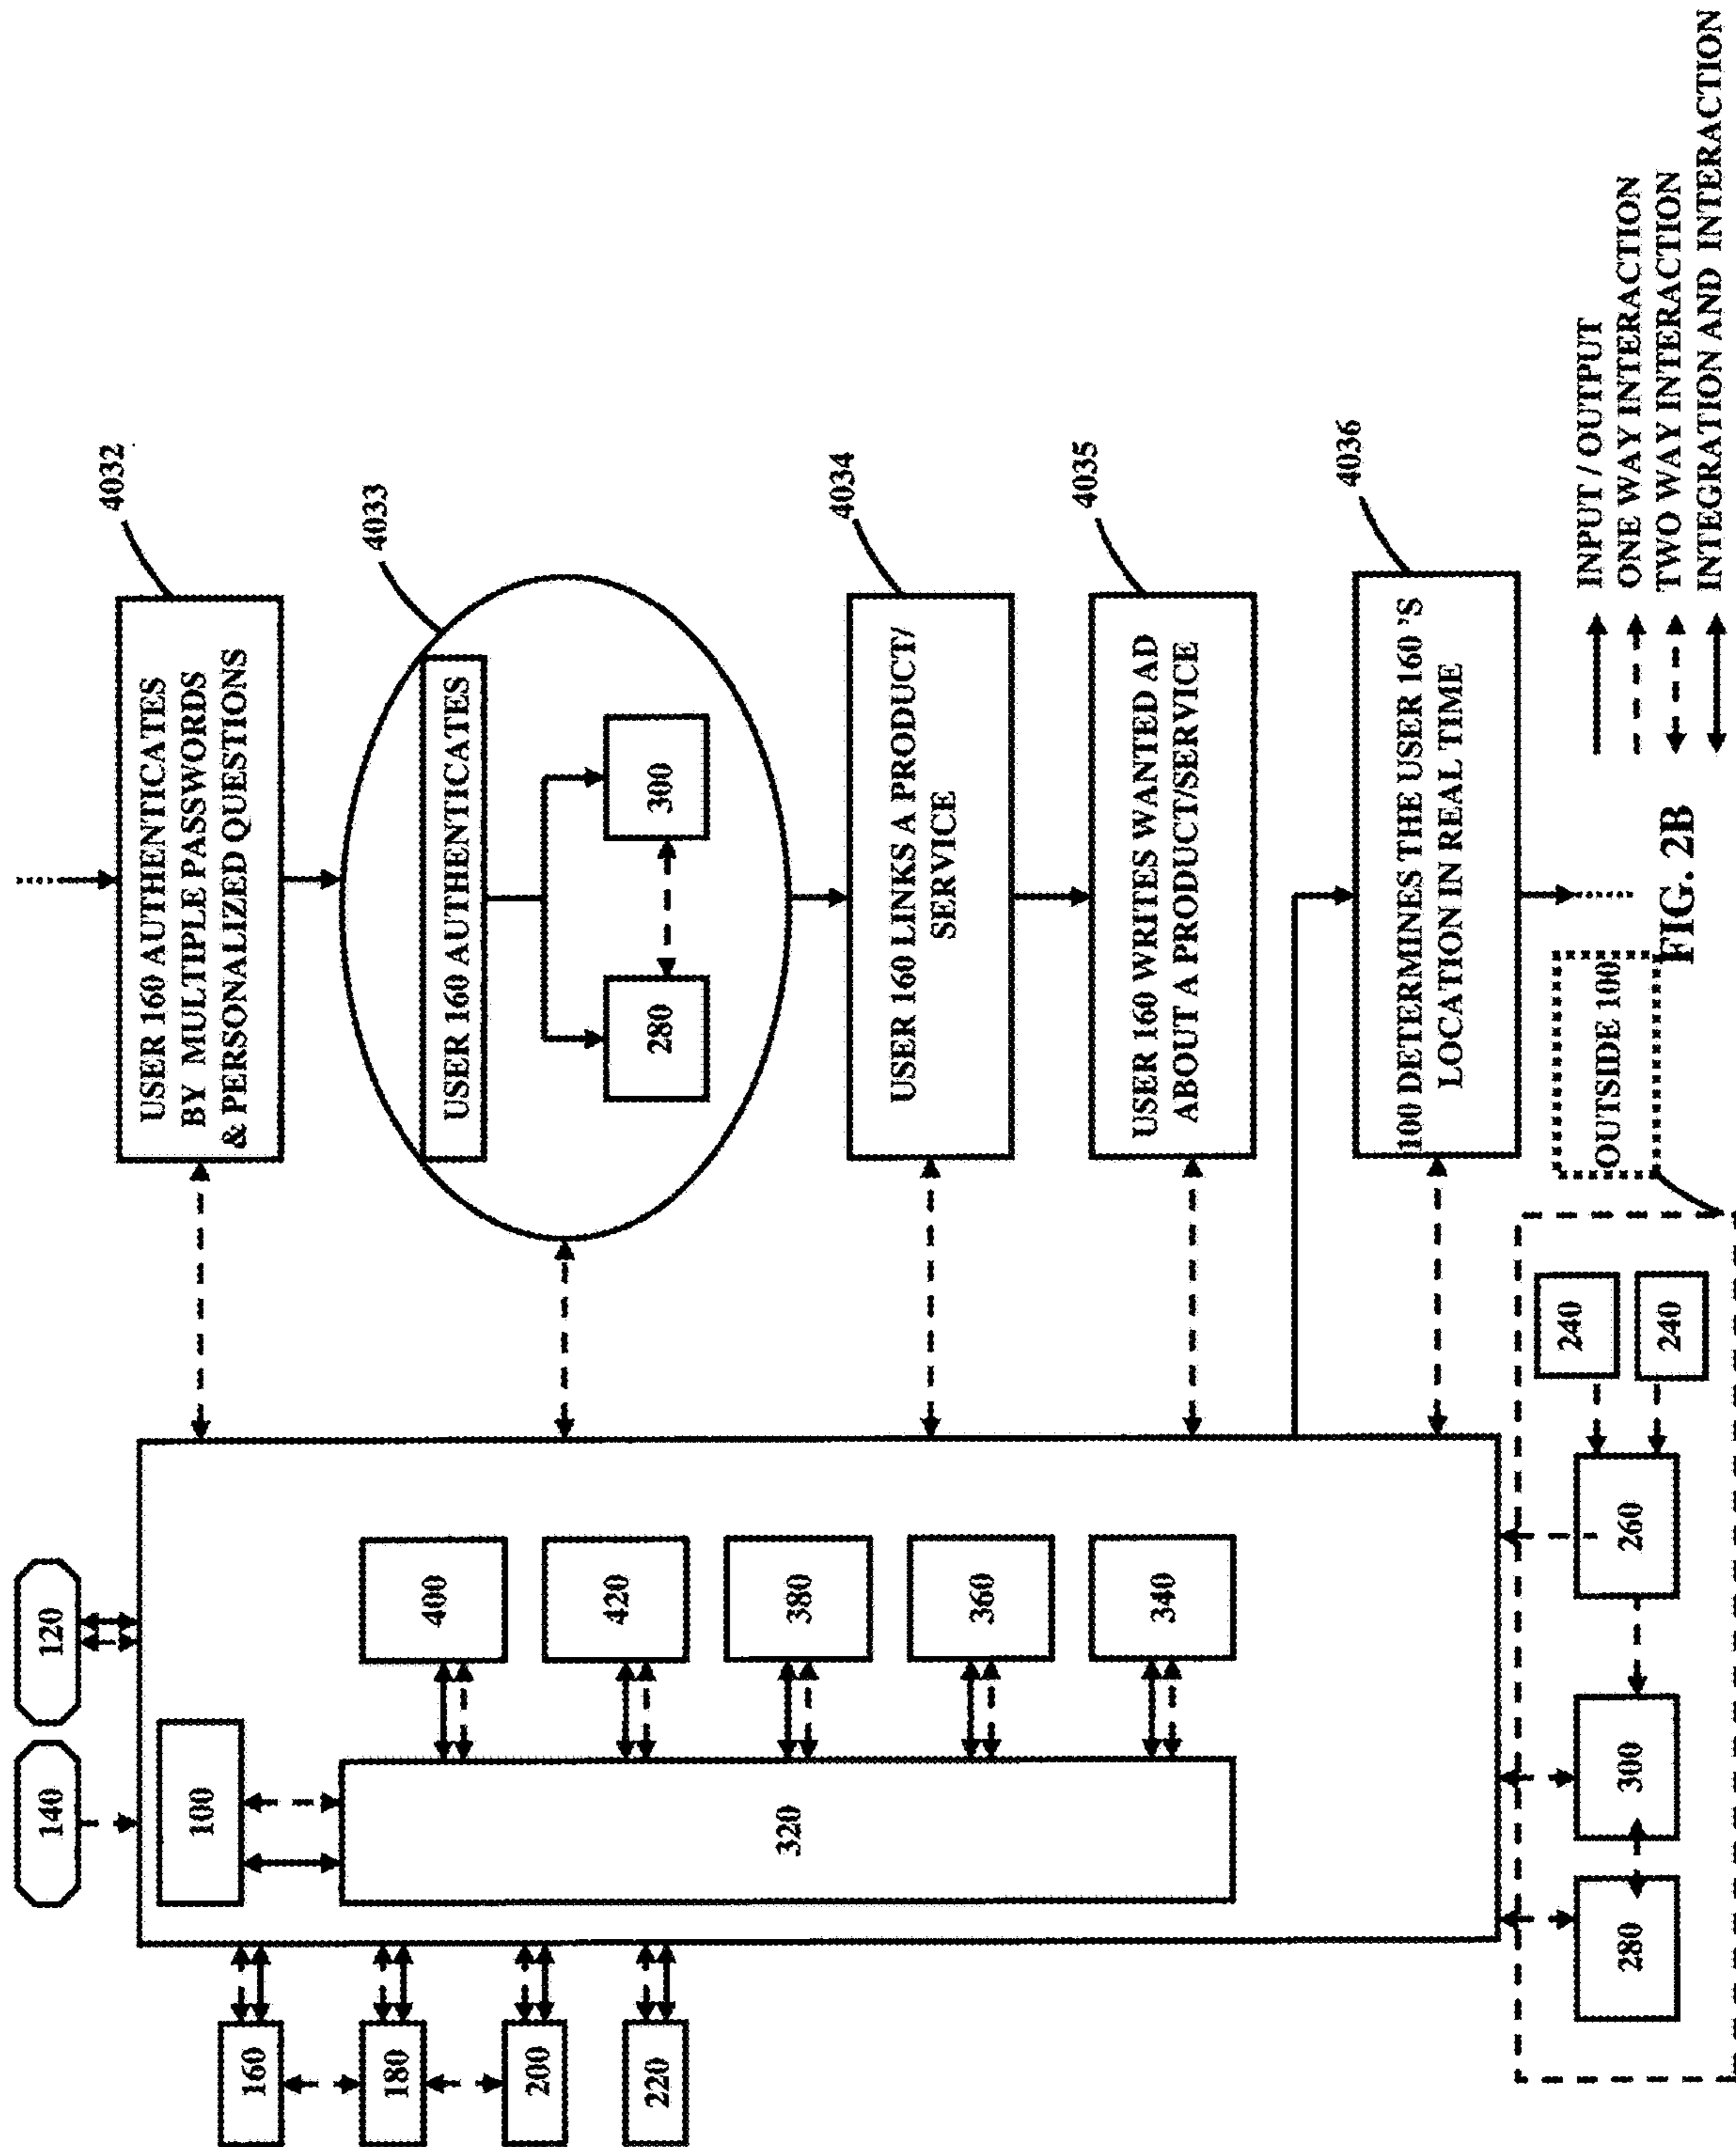 140
120
100
320
400
420
380
360
340
160
180
200
220
USER 160 AUTHENTICATES
BY MULTIPLE PASSWORDS
& PERSONALIZED QUESTIONS
4032
USER 160 AUTHENTICATES
280
300
4033
USER 160 LINKS A PRODUCT/
SERVICE
4034
USER 160 WRITES WANTED AD
ABOUT A PRODUCT/SERVICE
4035
100 DETERMINES THE USER 160 'S
LOCATION IN REAL TIME
4036
280
300
260
240
240
OUTSIDE 100
FIG. 2B
INPUT / OUTPUT
ONE WAY INTERACTION
TWO WAY INTERACTION
INTEGRATION AND INTERACTION